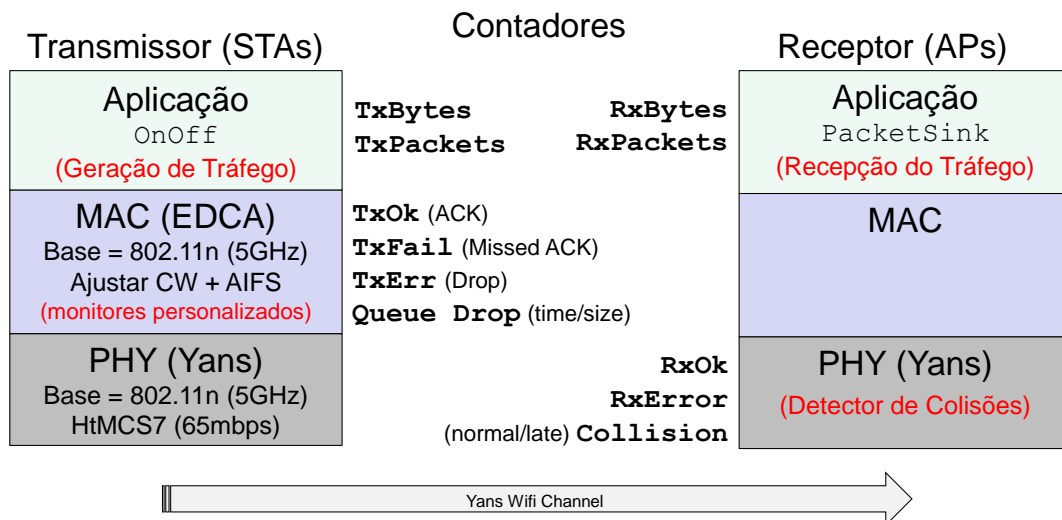 Contadores
Transmissor (STAs)
Receptor (APs)
Aplicação
OnOff
(Geração de Tráfego)
TxBytes
TxPackets
RxBytes
RxPackets
Aplicação
PacketSink
(Recepção do Tráfego)
MAC (EDCA)
Base = 802.11n (5GHz)
Ajustar CW + AIFS
(monitores personalizados)
TxOk (ACK)
TxFail (Missed ACK)
TxErr (Drop)
Queue Drop (time/size)
MAC
PHY (Yans)
Base = 802.11n (5GHz)
HtMCS7 (65mbps)
RxOk
RxError
(normal/late) Collision
PHY (Yans)
(Detector de Colisões)
Yans Wifi Channel